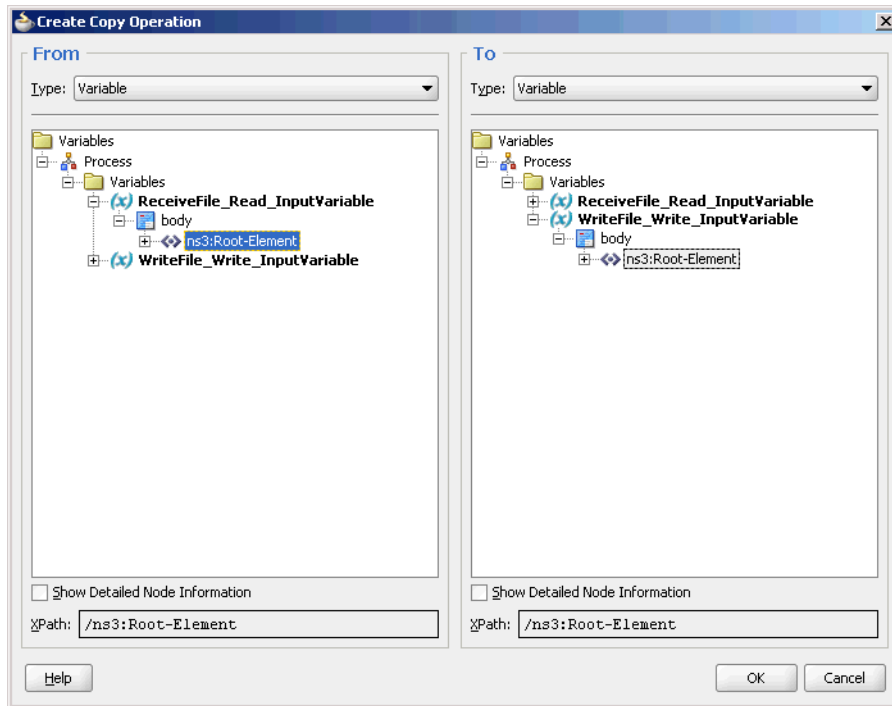 Create Copy Operation
From
Type: Variable
Variables
Process
Variables
(x) ReceiveFile_Read_InputVariable
body
ns3:Root-Element
(x) WriteFile_Write_InputVariable
Show Detailed Node Information
XPath: /ns3:Root-Element
To
Type: Variable
Variables
Process
Variables
(x) ReceiveFile_Read_InputVariable
(x) WriteFile_Write_InputVariable
body
ns3:Root-Element
Show Detailed Node Information
XPath: /ns3:Root-Element
Help
OK
Cancel